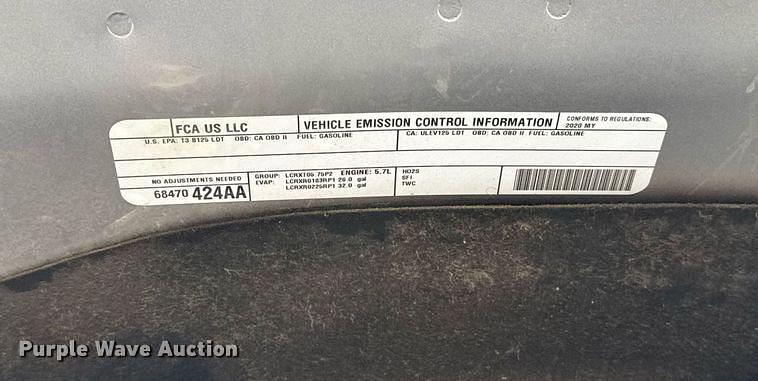 FCA US LLC
VEHICLE EMISSION CONTROL INFORMATION
CONFORMS TO REGULATIONS:
2020 MY
U.S. EPA: T3 B125 LDT OBD: CA OBD II FUEL: GASOLINE
CA: ULEV125 LDT OBD: CA OBD II FUEL: GASOLINE
NO ADJUSTMENTS NEEDED
68470 424AA
GROUP: LCRXT05.75P2 ENGINE: 5.7L
EVAP: LCRXR0183RP1 26.0 gal
LCRXR0225RP1 32.0 gal
HO2S
SFI
TWC
Purple Wave Auction